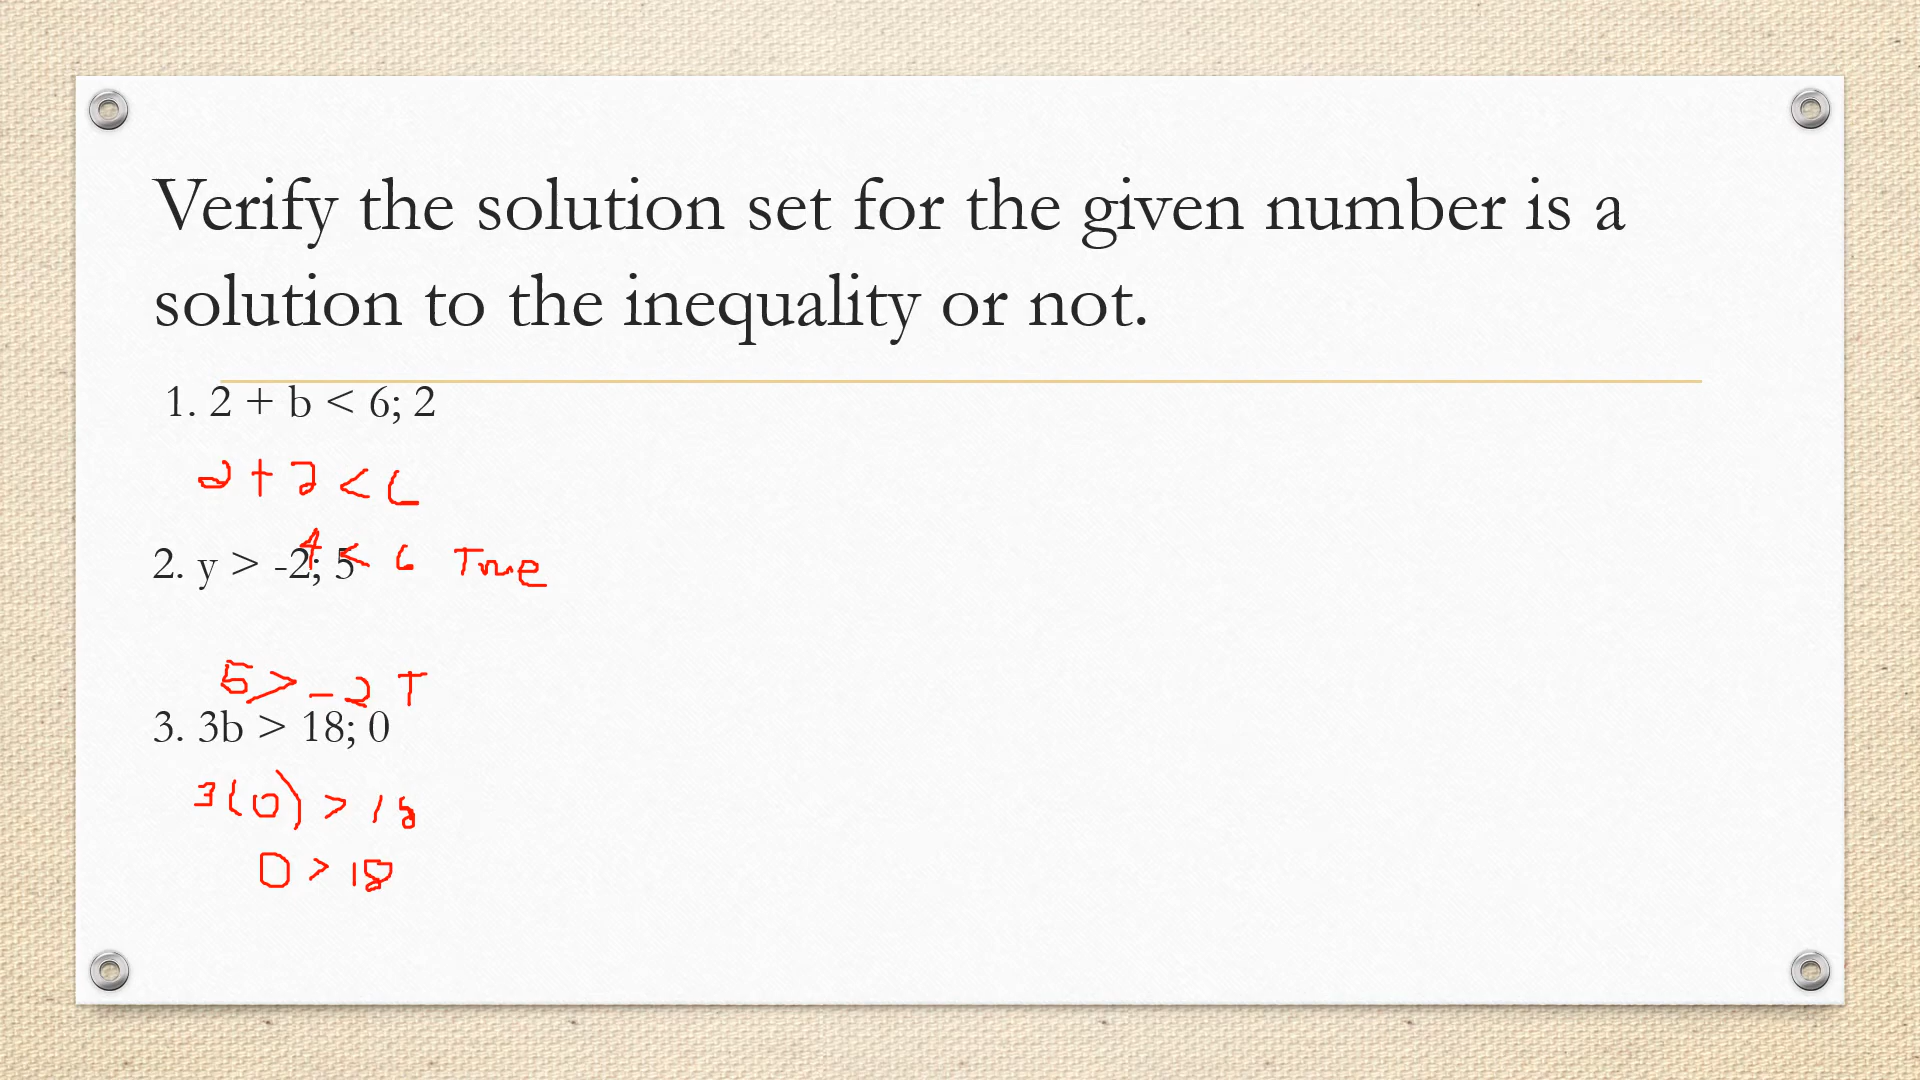 Verify the solution set for the given number is a
solution to the inequality or not.
1. 2 + b < 6; 2
2 + 2 < 6
4 < 6 True
2. y > -2; 5
5 > -2 T
3. 3b > 18; 0
3(0) > 18
0 > 18